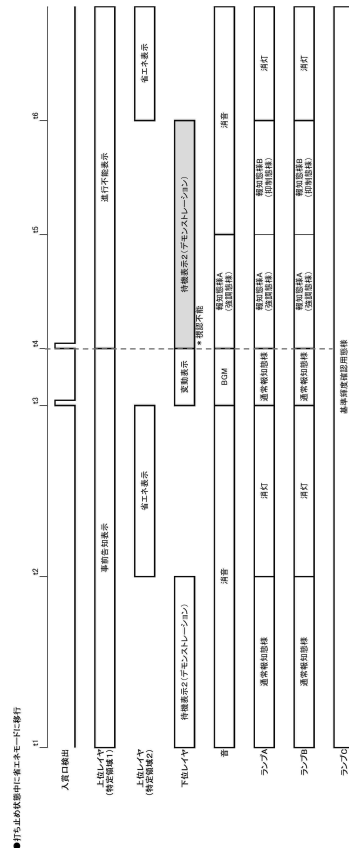 ●打ち止め状態中に省エネモードに移行
t1
t2
t3
t4
t5
t6
入賞口検出
上位レイヤ
(特定領域1)
事前告知表示
進行不能表示
上位レイヤ
(特定領域2)
省エネ表示
省エネ表示
下位レイヤ
待機表示2(デモンストレーション)
変動表示
待機表示2(デモンストレーション)
*視認不能
音
消音
BGM
報知態様A
(強調態様)
消音
ランプA
通常報知態様
消灯
通常報知態様
報知態様A
(強調態様)
報知態様B
(抑制態様)
消灯
ランプB
通常報知態様
消灯
通常報知態様
報知態様A
(強調態様)
報知態様B
(抑制態様)
消灯
ランプC
基準輝度確認用態様